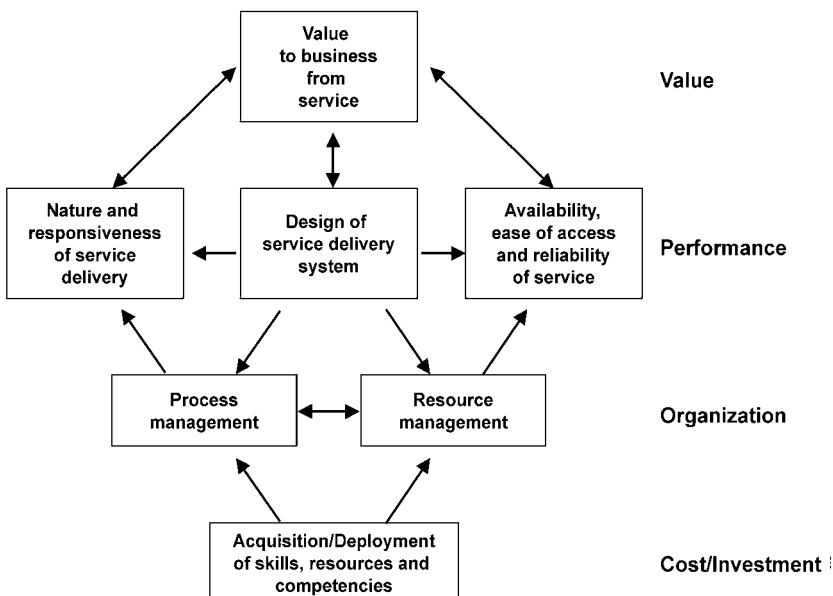 Value
to business
from
service
Value
Nature and
responsiveness
of service
delivery
Design of
service delivery
system
Availability,
ease of access
and reliability
of service
Performance
Process
management
Resource
management
Organization
Acquisition/Deployment
of skills, resources and
competencies
Cost/Investment